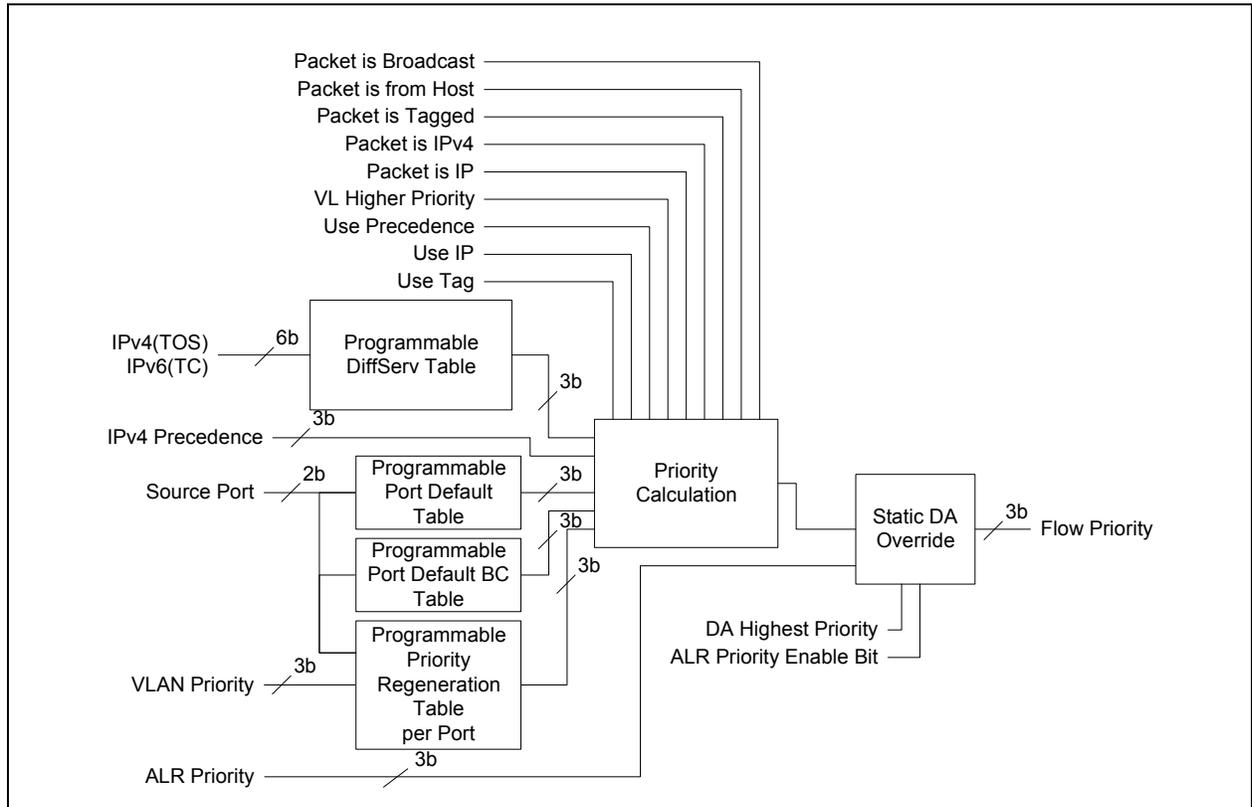 Packet is Broadcast
Packet is from Host
Packet is Tagged
Packet is IPv4
Packet is IP
VL Higher Priority
Use Precedence
Use IP
Use Tag
IPv4(TOS)
IPv6(TC)
6b
Programmable
DiffServ Table
3b
IPv4 Precedence
3b
Source Port
2b
Programmable
Port Default
Table
3b
Programmable
Port Default BC
Table
3b
VLAN Priority
3b
Programmable
Priority
Regeneration
Table
per Port
3b
ALR Priority
3b
Priority
Calculation
Static DA
Override
3b
Flow Priority
DA Highest Priority
ALR Priority Enable Bit